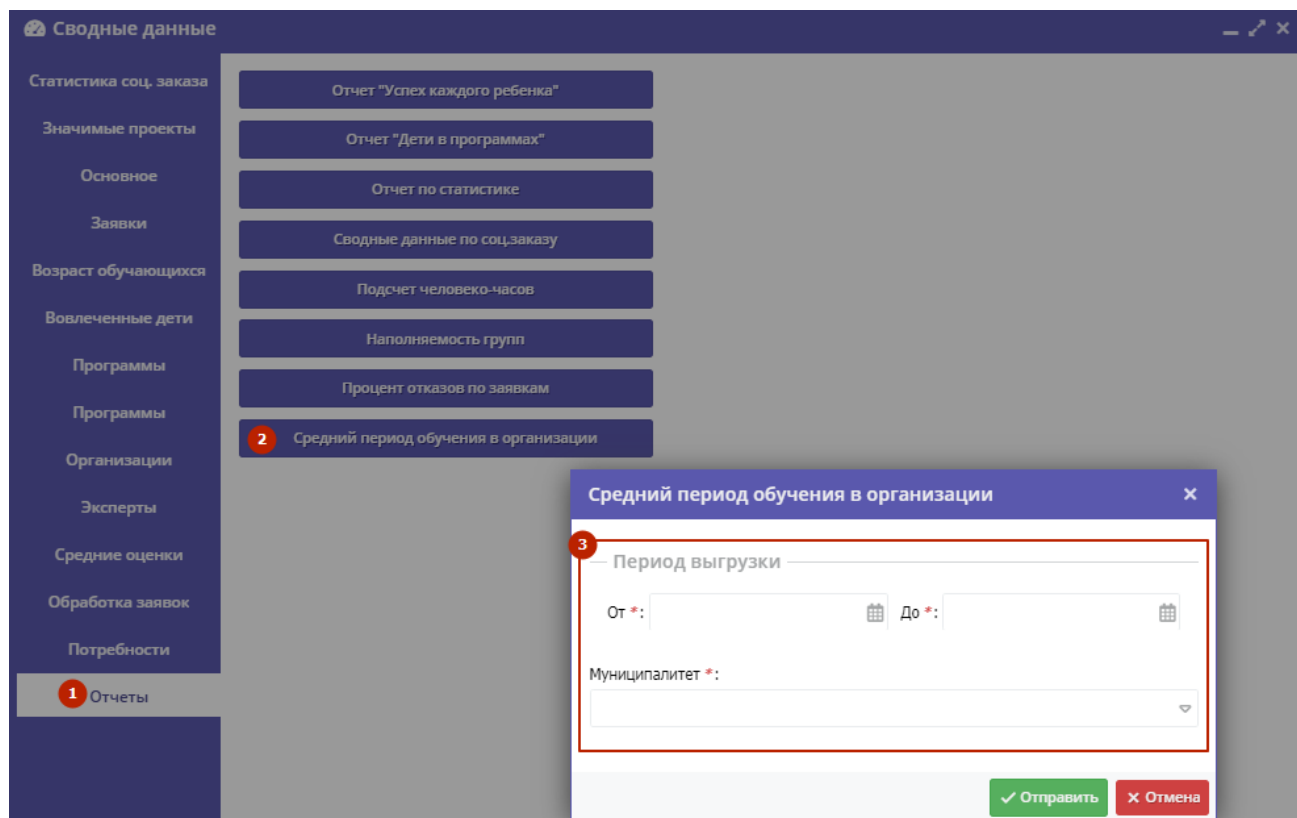 Сводные данные
Статистика соц. заказа
Значимые проекты
Основное
Заявки
Возраст обучающихся
Вовлеченные дети
Программы
Программы
Организации
Эксперты
Средние оценки
Обработка заявок
Потребности
1 Отчеты
Отчет "Успех каждого ребенка"
Отчет "Дети в программах"
Отчет по статистике
Сводные данные по соц.заказу
Подсчет человеко-часов
Наполняемость групп
Процент отказов по заявкам
2 Средний период обучения в организации
Средний период обучения в организации
3
Период выгрузки
От *: До *:
Муниципалитет *:
Отправить Отмена